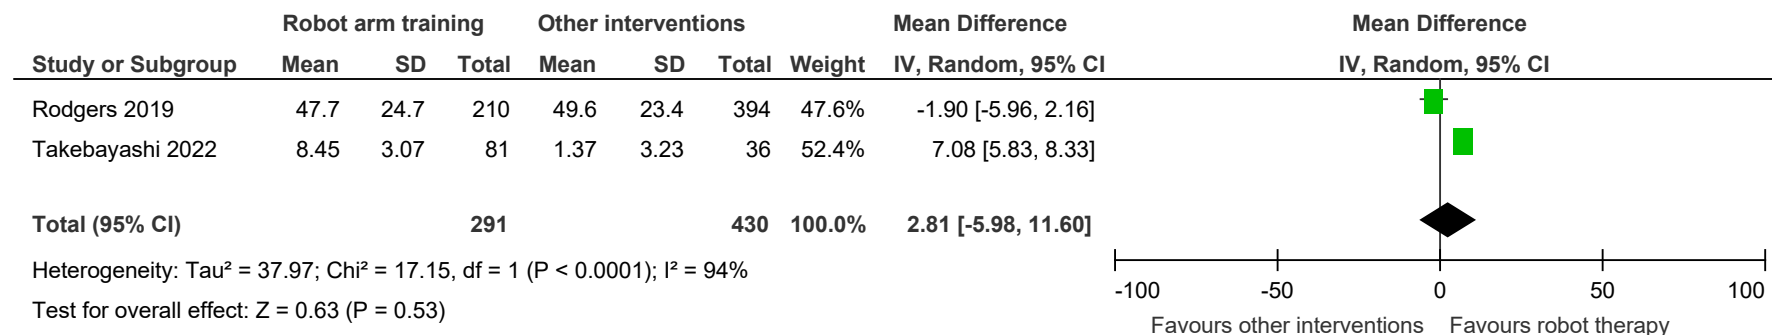 Robot arm training Other interventions Mean Difference Mean Difference
Study or Subgroup Mean SD Total Mean SD Total Weight IV, Random, 95% CI IV, Random, 95% CI
Rodgers 2019 47.7 24.7 210 49.6 23.4 394 47.6% -1.90 [-5.96, 2.16]
Takebayashi 2022 8.45 3.07 81 1.37 3.23 36 52.4% 7.08 [5.83, 8.33]
Total (95% CI) 291 430 100.0% 2.81 [-5.98, 11.60]
Heterogeneity: Tau² = 37.97; Chi² = 17.15, df = 1 (P < 0.0001); I² = 94%
Test for overall effect: Z = 0.63 (P = 0.53)
-100 -50 0 50 100
Favours other interventions Favours robot therapy